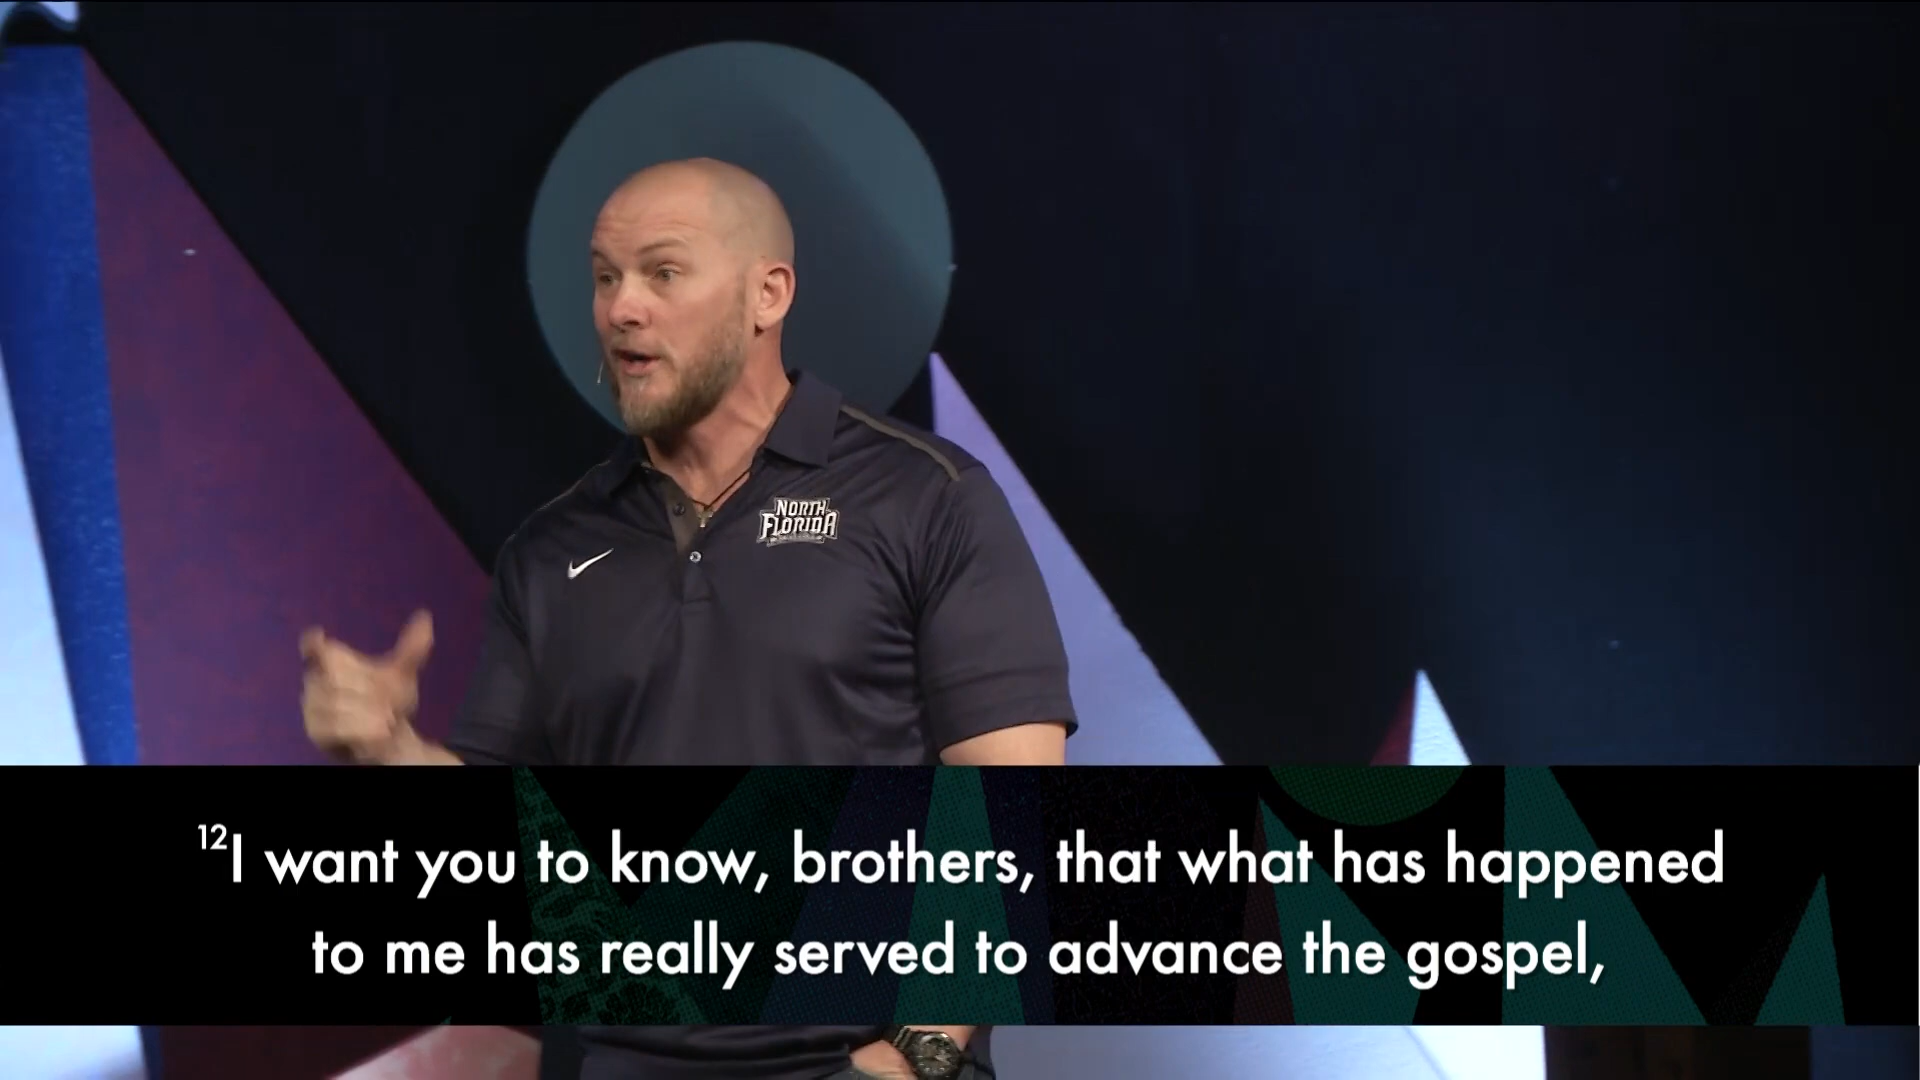 NORTH
FLORIDA
12I want you to know, brothers, that what has happened
to me has really served to advance the gospel,